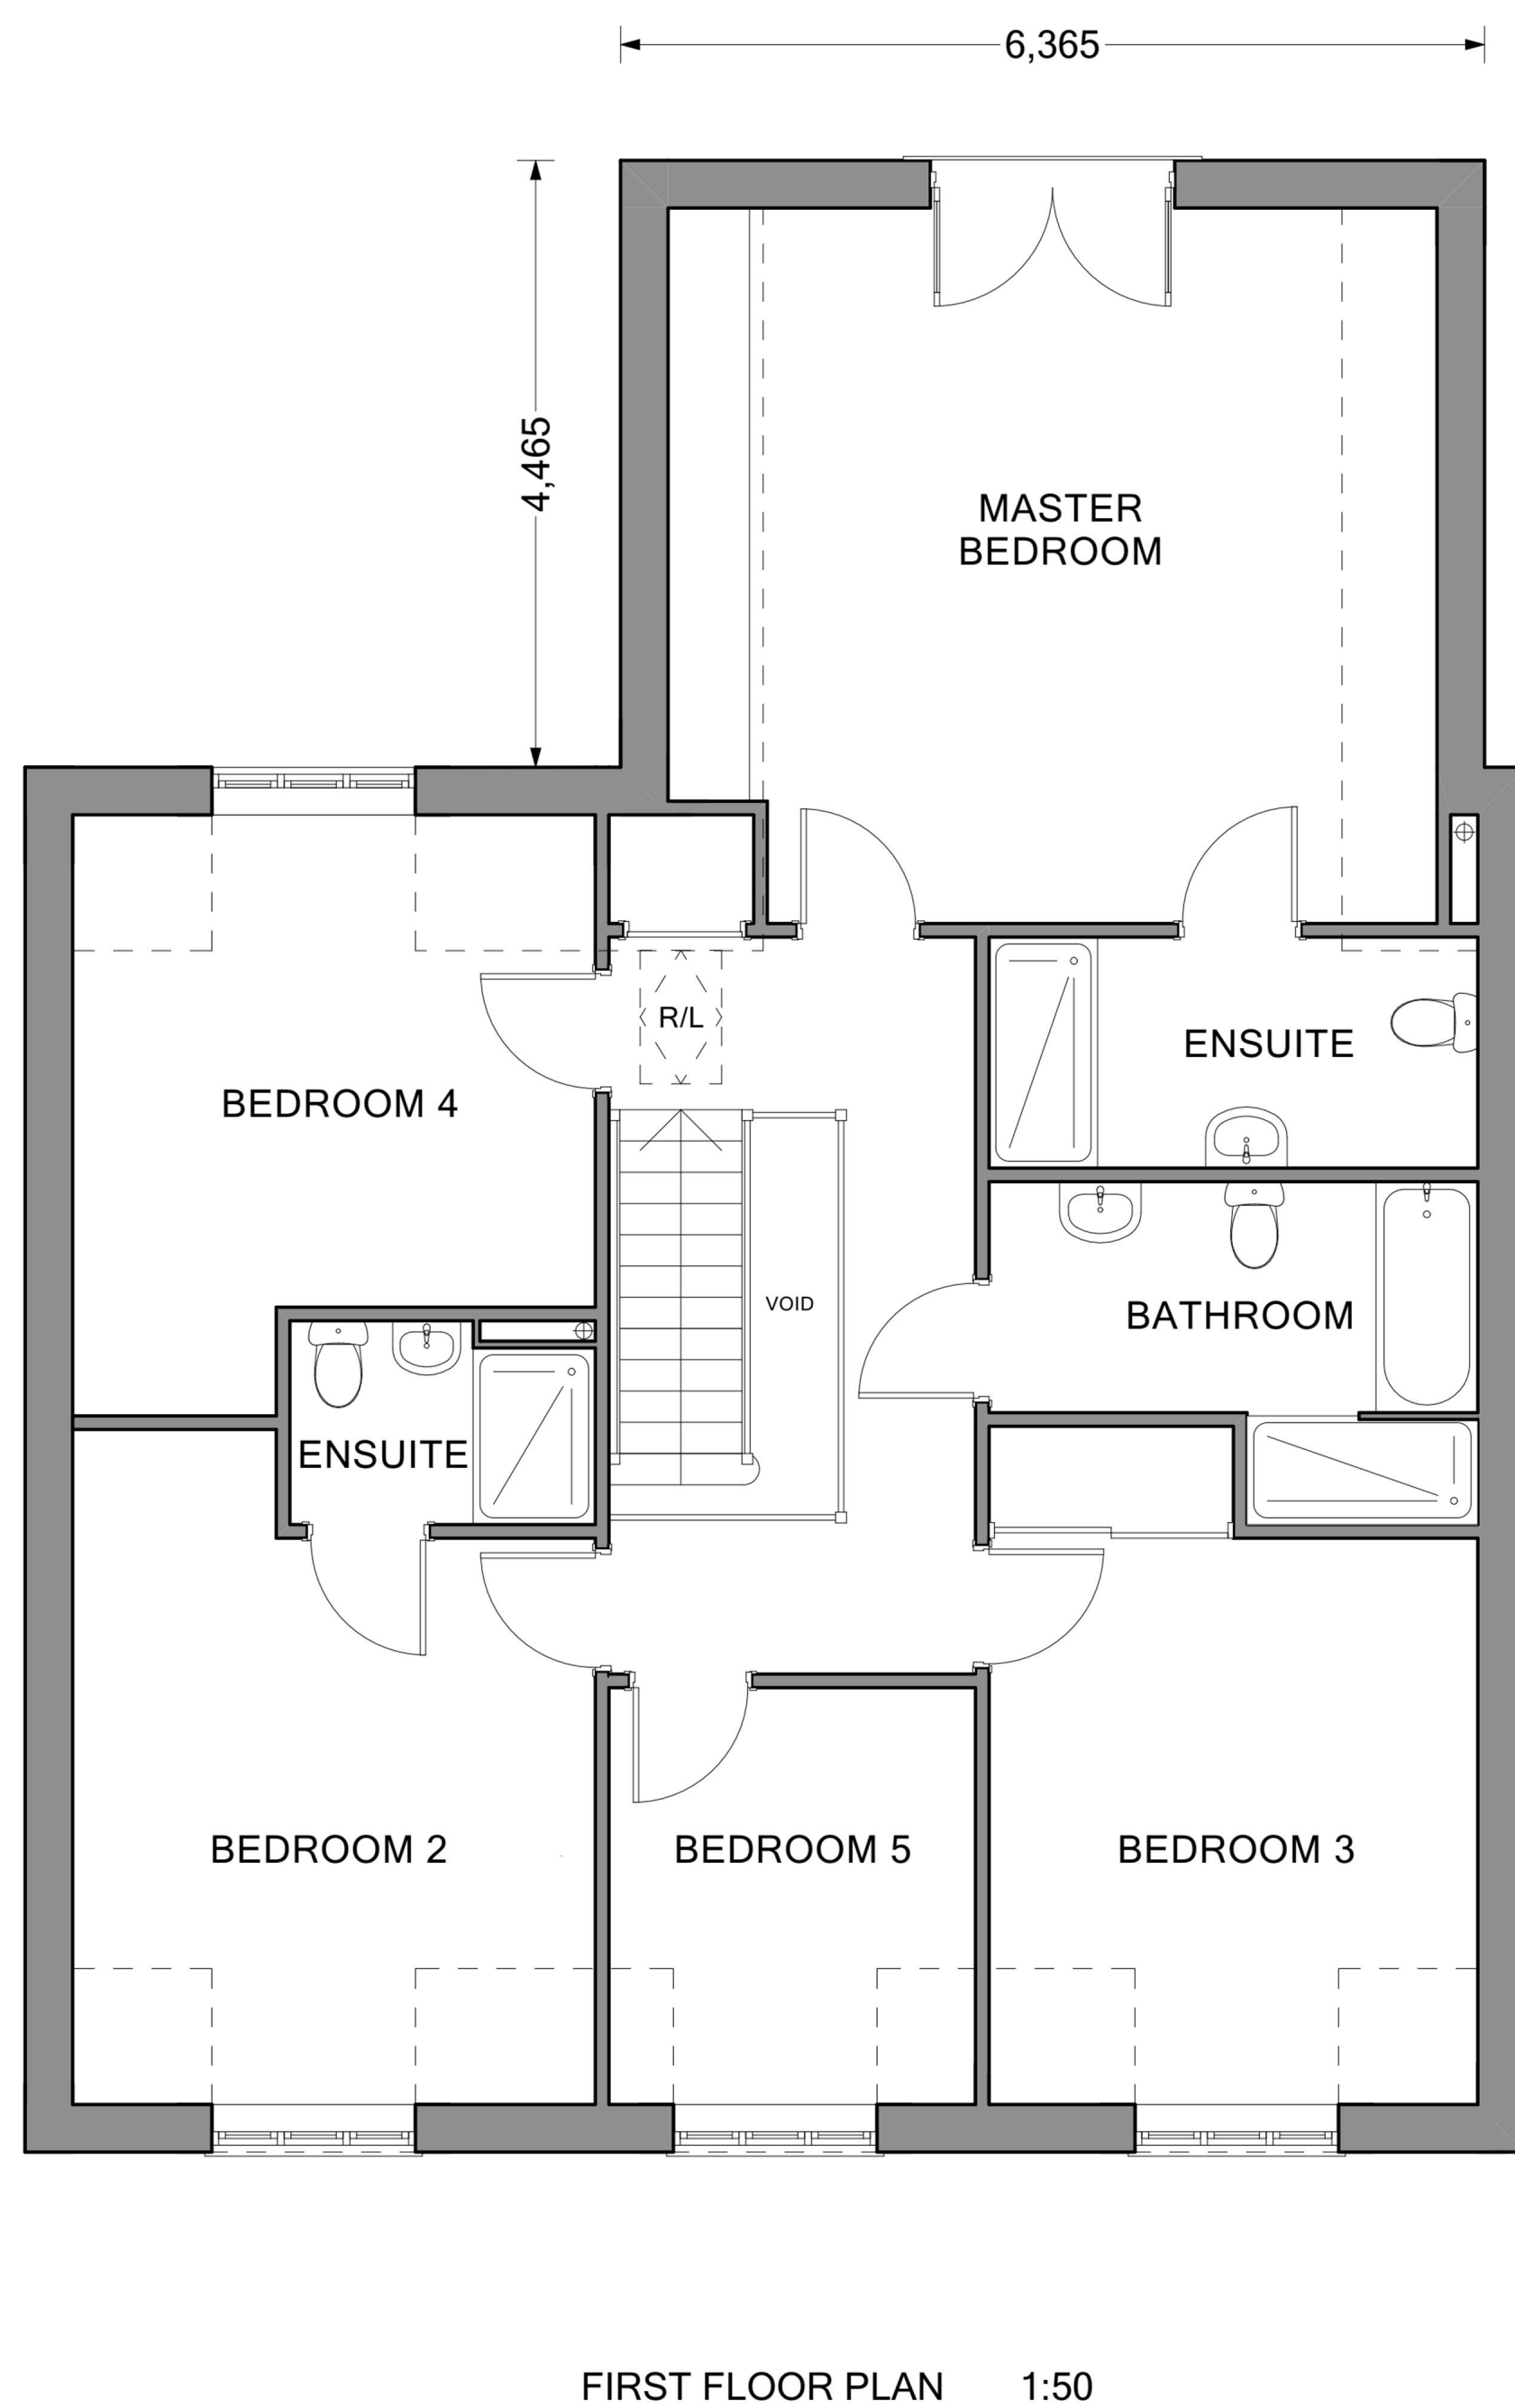 6,365
4,465
MASTER
BEDROOM
R/L
ENSUITE
BEDROOM 4
VOID
BATHROOM
ENSUITE
BEDROOM 2
BEDROOM 5
BEDROOM 3
FIRST FLOOR PLAN 1:50